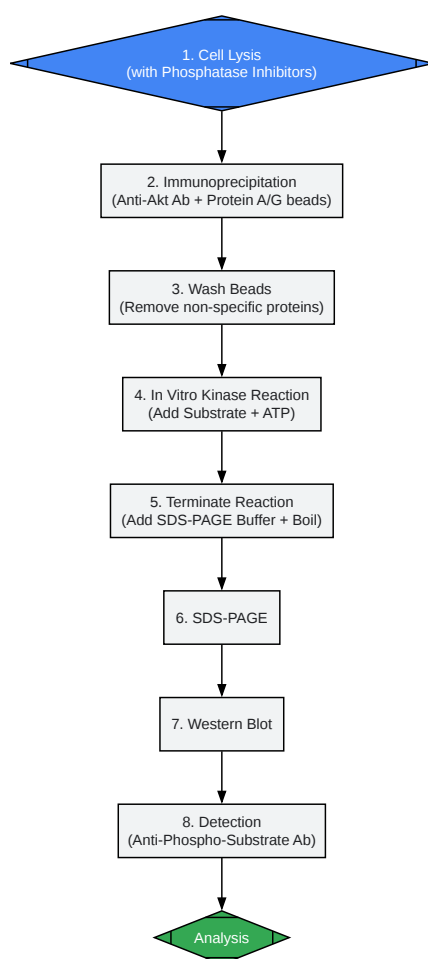 1. Cell Lysis
(with Phosphatase Inhibitors)
2. Immunoprecipitation
(Anti-Akt Ab + Protein A/G beads)
3. Wash Beads
(Remove non-specific proteins)
4. In Vitro Kinase Reaction
(Add Substrate + ATP)
5. Terminate Reaction
(Add SDS-PAGE Buffer + Boil)
6. SDS-PAGE
7. Western Blot
8. Detection
(Anti-Phospho-Substrate Ab)
Analysis